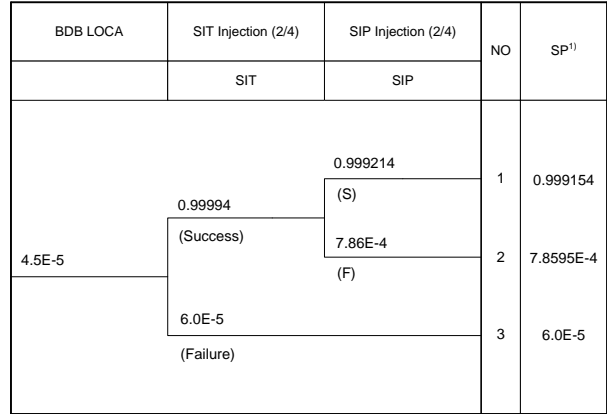 BDB LOCA SIT Injection (2/4) SIP Injection (2/4) NO SP1)
SIT SIP
0.999214
(S) 1 0.999154
0.99994
(Success)
7.86E-4
(F) 2 7.8595E-4
4.5E-5
6.0E-5
(Failure) 3 6.0E-5